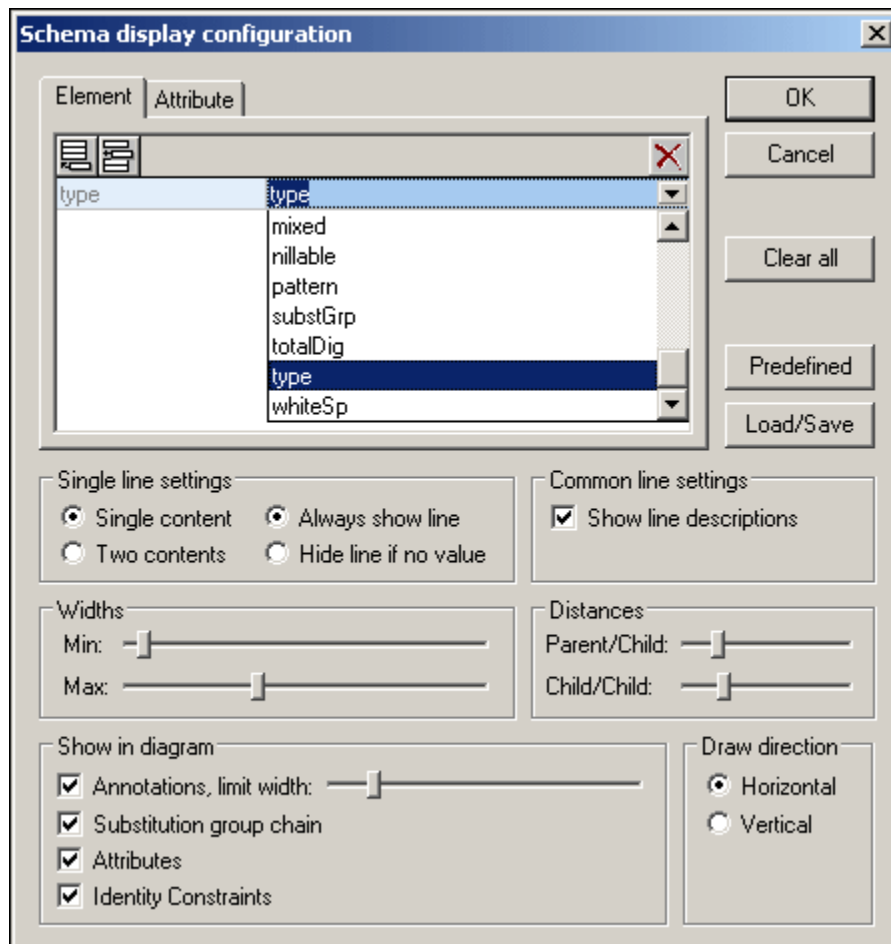 Schema display configuration
Element Attribute
OK
Cancel
type type
mixed
nillable
pattern
substGrp
totalDig
type
whiteSp
Clear all
Predefined
Load/Save
Single line settings
Single content Always show line
Two contents Hide line if no value
Common line settings
Show line descriptions
Widths
Min:
Max:
Distances
Parent/Child:
Child/Child:
Show in diagram
Annotations, limit width:
Substitution group chain
Attributes
Identity Constraints
Draw direction
Horizontal
Vertical